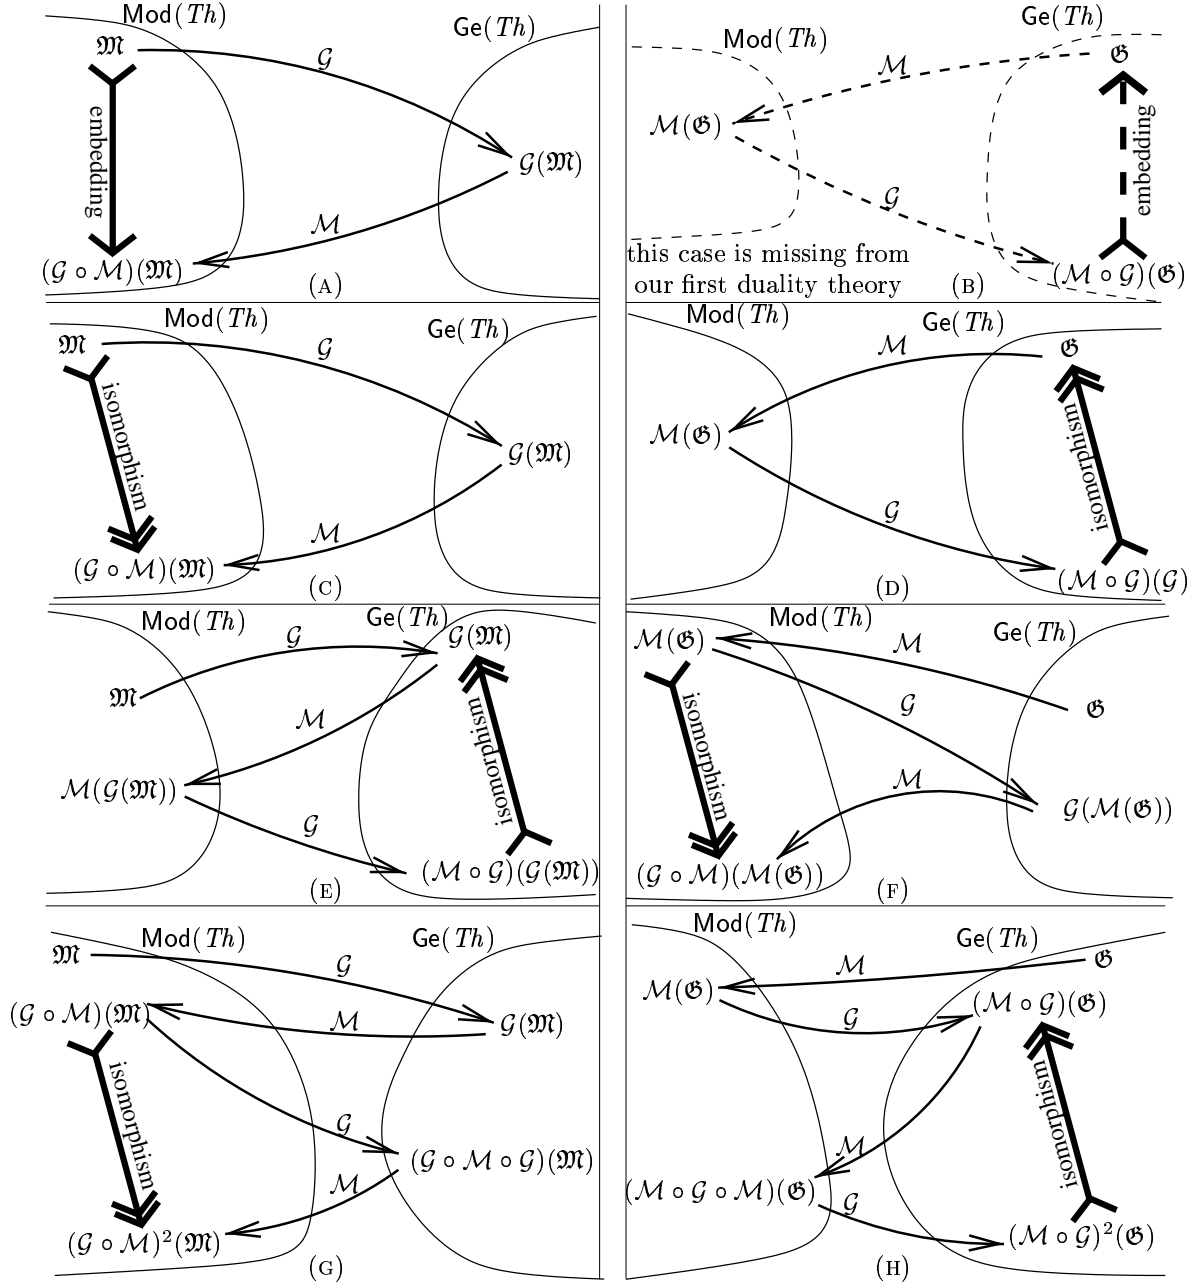 Mod(Th)
Ge(Th)
𝔐
𝒢
embedding
𝒢(𝔐)
ℳ
(𝒢 ∘ ℳ)(𝔐)
(A)
Ge(Th)
Mod(Th)
𝔊
ℳ
ℳ(𝔊)
embedding
𝒢
this case is missing from
our first duality theory
(B)
(ℳ ∘ 𝒢)(𝔊)
Mod(Th)
Ge(Th)
𝔐
𝒢
isomorphism
𝒢(𝔐)
ℳ
(𝒢 ∘ ℳ)(𝔐)
(C)
Mod(Th)
Ge(Th)
ℳ
𝔊
ℳ(𝔊)
isomorphism
𝒢
(D)
(ℳ ∘ 𝒢)(𝒢)
Mod(Th)
Ge(Th)
𝒢
𝒢(𝔐)
𝔐
ℳ
isomorphism
ℳ(𝒢(𝔐))
𝒢
(ℳ ∘ 𝒢)(𝒢(𝔐))
(E)
Mod(Th)
Ge(Th)
ℳ(𝔊)
ℳ
𝒢
𝔊
isomorphism
ℳ
𝒢(ℳ(𝔊))
(𝒢 ∘ ℳ)(ℳ(𝔊))
(F)
Mod(Th)
Ge(Th)
𝔐
𝒢
(𝒢 ∘ ℳ)(𝔐)
ℳ
𝒢(𝔐)
isomorphism
𝒢
(𝒢 ∘ ℳ ∘ 𝒢)(𝔐)
ℳ
(𝒢 ∘ ℳ)²(𝔐)
(G)
Mod(Th)
Ge(Th)
ℳ
𝔊
ℳ(𝔊)
(ℳ ∘ 𝒢)(𝔊)
𝒢
isomorphism
ℳ
(ℳ ∘ 𝒢 ∘ ℳ)(𝔊)
𝒢
(ℳ ∘ 𝒢)²(𝔊)
(H)